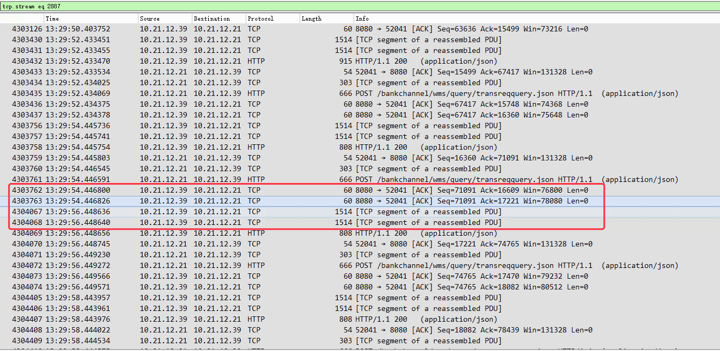 tcp.stream eq 2807
Time Source Destination Protocol Length Info
4303126 13:29:50.403752 10.21.12.39 10.21.12.21 TCP 60 8080 → 52041 [ACK] Seq=63636 Ack=15499 Win=73216 Len=0
4303430 13:29:52.433451 10.21.12.39 10.21.12.21 TCP 1514 [TCP segment of a reassembled PDU]
4303431 13:29:52.433455 10.21.12.39 10.21.12.21 TCP 1514 [TCP segment of a reassembled PDU]
4303432 13:29:52.433470 10.21.12.39 10.21.12.21 HTTP 915 HTTP/1.1 200 (application/json)
4303433 13:29:52.433534 10.21.12.21 10.21.12.39 TCP 54 52041 → 8080 [ACK] Seq=15499 Ack=67417 Win=131328 Len=0
4303434 13:29:52.434025 10.21.12.21 10.21.12.39 TCP 303 [TCP segment of a reassembled PDU]
4303435 13:29:52.434069 10.21.12.21 10.21.12.39 HTTP 666 POST /bankchannel/wms/query/transreqquery.json HTTP/1.1 (application/json)
4303436 13:29:52.434375 10.21.12.39 10.21.12.21 TCP 60 8080 → 52041 [ACK] Seq=67417 Ack=15748 Win=74368 Len=0
4303437 13:29:52.434378 10.21.12.39 10.21.12.21 TCP 60 8080 → 52041 [ACK] Seq=67417 Ack=16360 Win=75648 Len=0
4303756 13:29:54.445736 10.21.12.39 10.21.12.21 TCP 1514 [TCP segment of a reassembled PDU]
4303757 13:29:54.445741 10.21.12.39 10.21.12.21 TCP 1514 [TCP segment of a reassembled PDU]
4303758 13:29:54.445754 10.21.12.39 10.21.12.21 HTTP 808 HTTP/1.1 200 (application/json)
4303759 13:29:54.445803 10.21.12.21 10.21.12.39 TCP 54 52041 → 8080 [ACK] Seq=16360 Ack=71091 Win=131328 Len=0
4303760 13:29:54.446545 10.21.12.21 10.21.12.39 TCP 303 [TCP segment of a reassembled PDU]
4303761 13:29:54.446591 10.21.12.21 10.21.12.39 HTTP 666 POST /bankchannel/wms/query/transreqquery.json HTTP/1.1 (application/json)
4303762 13:29:54.446800 10.21.12.39 10.21.12.21 TCP 60 8080 → 52041 [ACK] Seq=71091 Ack=16609 Win=76800 Len=0
4303763 13:29:54.446826 10.21.12.39 10.21.12.21 TCP 60 8080 → 52041 [ACK] Seq=71091 Ack=17221 Win=78080 Len=0
4304067 13:29:56.448636 10.21.12.39 10.21.12.21 TCP 1514 [TCP segment of a reassembled PDU]
4304068 13:29:56.448640 10.21.12.39 10.21.12.21 TCP 1514 [TCP segment of a reassembled PDU]
4304069 13:29:56.448656 10.21.12.39 10.21.12.21 HTTP 808 HTTP/1.1 200 (application/json)
4304070 13:29:56.448745 10.21.12.21 10.21.12.39 TCP 54 52041 → 8080 [ACK] Seq=17221 Ack=74765 Win=131328 Len=0
4304071 13:29:56.449230 10.21.12.21 10.21.12.39 TCP 303 [TCP segment of a reassembled PDU]
4304072 13:29:56.449272 10.21.12.21 10.21.12.39 HTTP 666 POST /bankchannel/wms/query/transreqquery.json HTTP/1.1 (application/json)
4304073 13:29:56.449566 10.21.12.39 10.21.12.21 TCP 60 8080 → 52041 [ACK] Seq=74765 Ack=17470 Win=79232 Len=0
4304074 13:29:56.449571 10.21.12.39 10.21.12.21 TCP 60 8080 → 52041 [ACK] Seq=74765 Ack=18082 Win=80512 Len=0
4304405 13:29:58.443957 10.21.12.39 10.21.12.21 TCP 1514 [TCP segment of a reassembled PDU]
4304406 13:29:58.443961 10.21.12.39 10.21.12.21 TCP 1514 [TCP segment of a reassembled PDU]
4304407 13:29:58.443976 10.21.12.39 10.21.12.21 HTTP 808 HTTP/1.1 200 (application/json)
4304408 13:29:58.444022 10.21.12.21 10.21.12.39 TCP 54 52041 → 8080 [ACK] Seq=18082 Ack=78439 Win=131328 Len=0
4304409 13:29:58.444534 10.21.12.21 10.21.12.39 TCP 303 [TCP segment of a reassembled PDU]